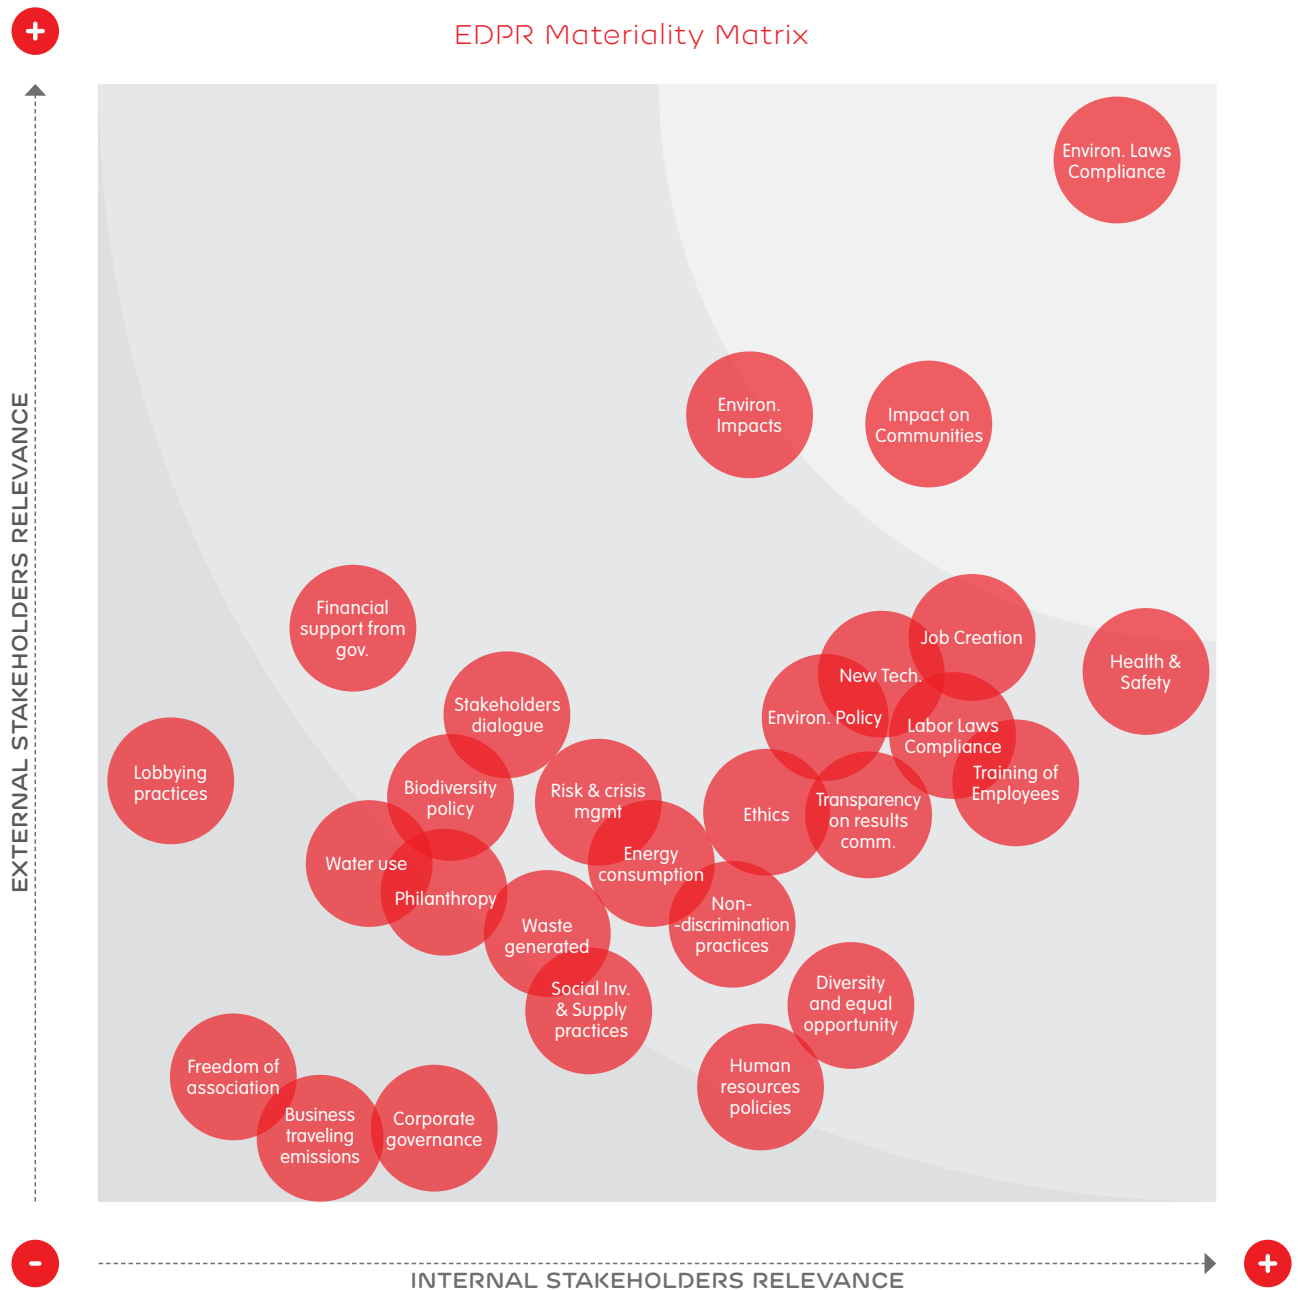 +
EDPR Materiality Matrix
Environ. Laws
Compliance
Environ.
Impacts
Impact on
Communities
Financial
support from
gov.
Job Creation
Health &
Safety
New Tech.
Stakeholders
dialogue
Environ. Policy
Labor Laws
Compliance
Lobbying
practices
Training of
Employees
Biodiversity
policy
Risk & crisis
mgmt
Ethics
Transparency
on results
comm.
Water use
Energy
consumption
Philanthropy
Non-
-discrimination
practices
Waste
generated
Social Inv.
& Supply
practices
Diversity
and equal
opportunity
Human
resources
policies
Freedom of
association
Business
traveling
emissions
Corporate
governance
EXTERNAL STAKEHOLDERS RELEVANCE
-
INTERNAL STAKEHOLDERS RELEVANCE
+